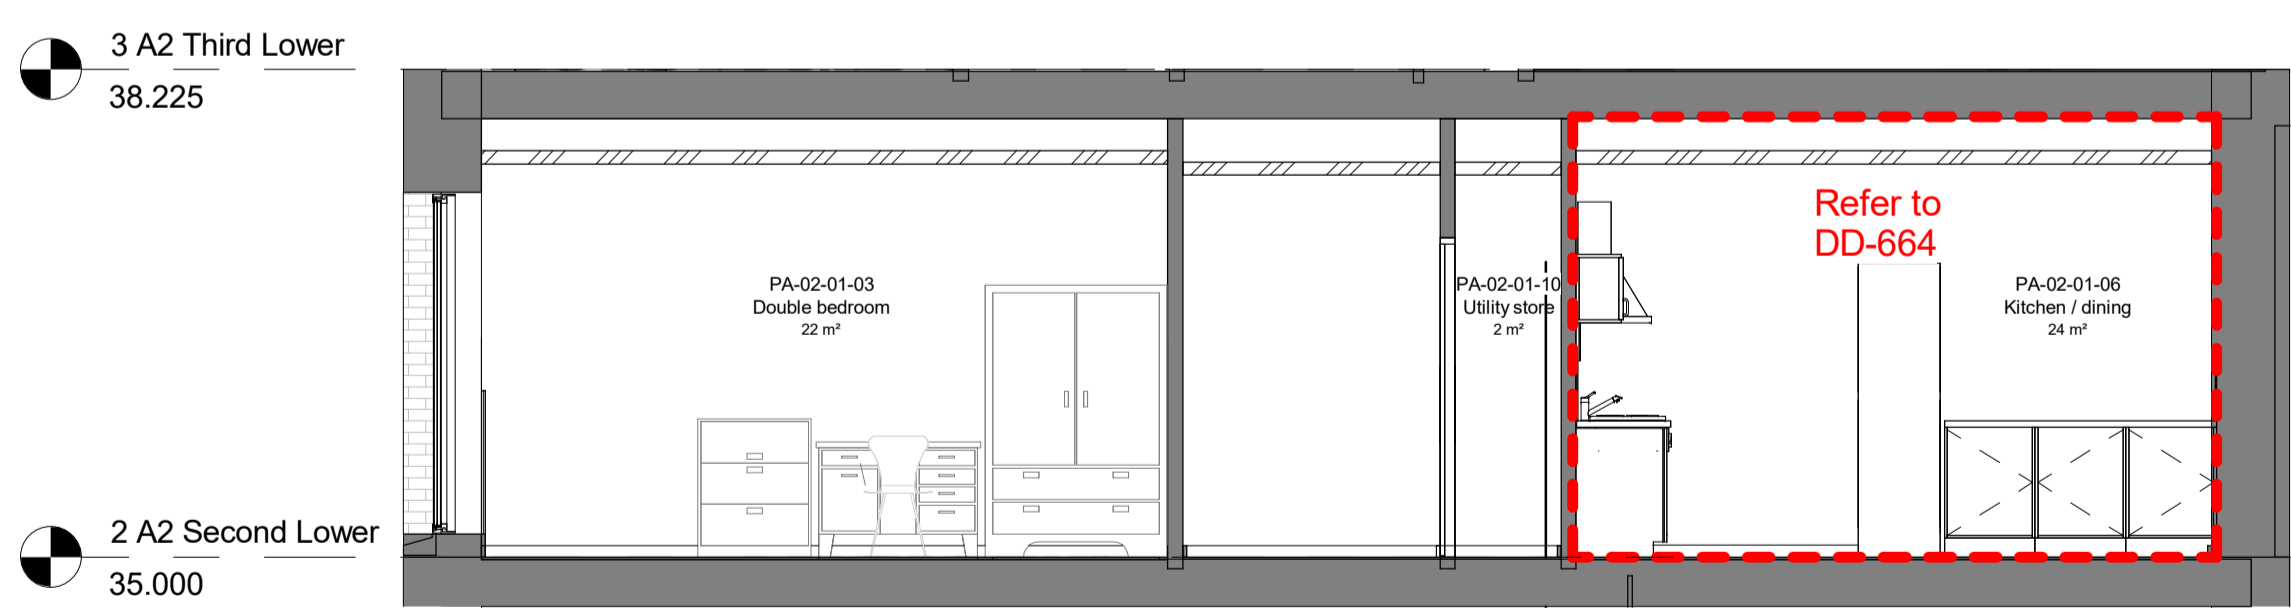 3 A2 Third Lower
38.225
Refer to
DD-664
PA-02-01-03
Double bedroom
22 m²
PA-02-01-10
Utility store
2 m²
PA-02-01-06
Kitchen / dining
24 m²
2 A2 Second Lower
35.000